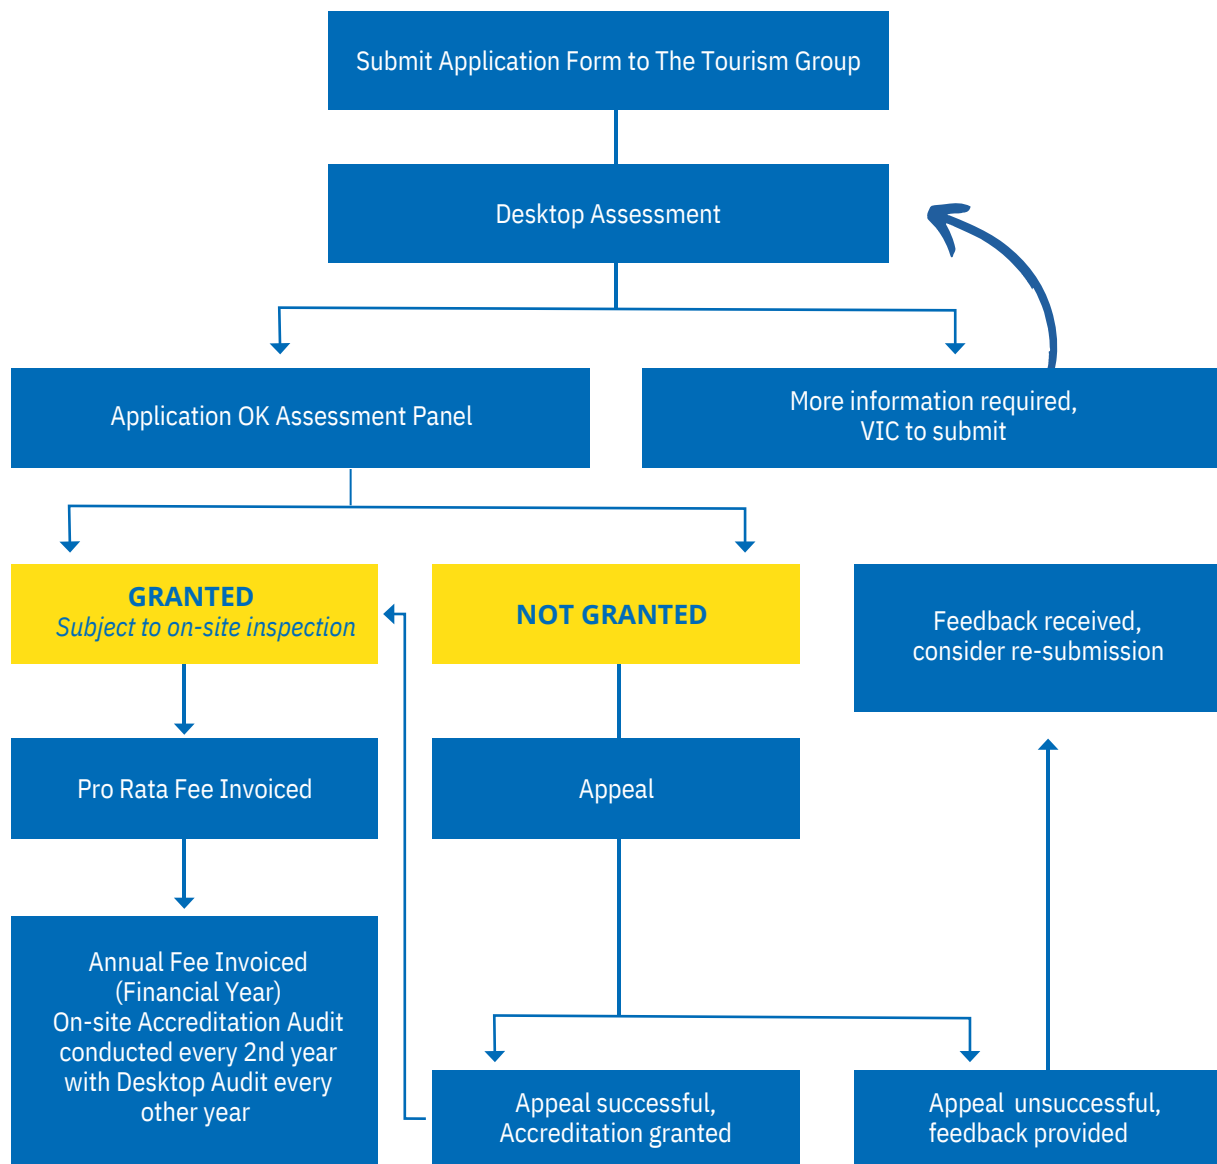 Submit Application Form to The Tourism Group
Desktop Assessment
Application OK Assessment Panel
More information required,
VIC to submit
GRANTED
Subject to on-site inspection
NOT GRANTED
Feedback received,
consider re-submission
Pro Rata Fee Invoiced
Appeal
Annual Fee Invoiced
(Financial Year)
On-site Accreditation Audit
conducted every 2nd year
with Desktop Audit every
other year
Appeal successful,
Accreditation granted
Appeal unsuccessful,
feedback provided